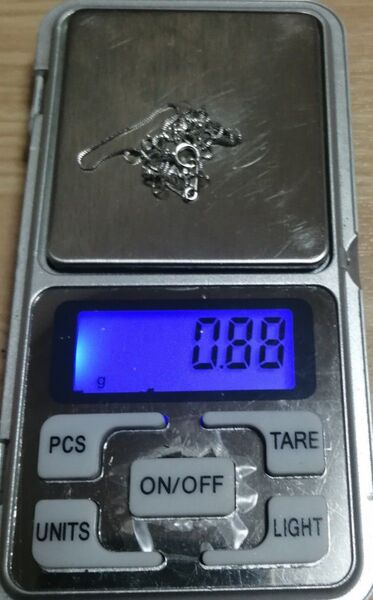 0.88
g
PCS
TARE
ON/OFF
UNITS
LIGHT